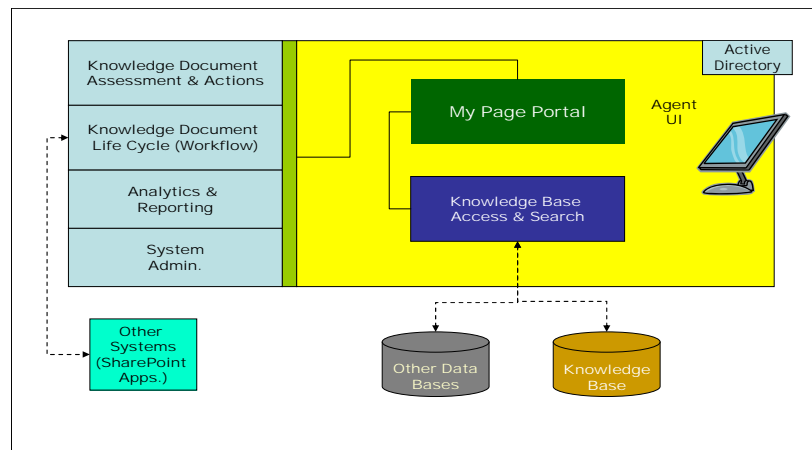 Knowledge Document
Assessment & Actions
Knowledge Document
Life Cycle (Workflow)
Analytics &
Reporting
System
Admin.
Active
Directory
My Page Portal
Agent
UI
Knowledge Base
Access & Search
Other
Systems
(SharePoint
Apps.)
Other Data
Bases
Knowledge
Base